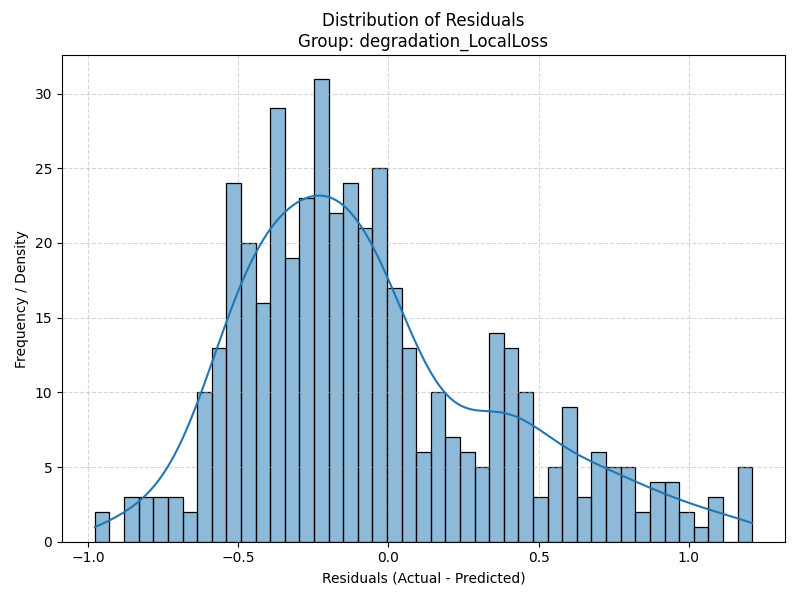 Distribution of Residuals
Group: degradation_LocalLoss
Frequency / Density
30
25
20
15
10
5
0
−1.0 −0.5 0.0 0.5 1.0
Residuals (Actual - Predicted)